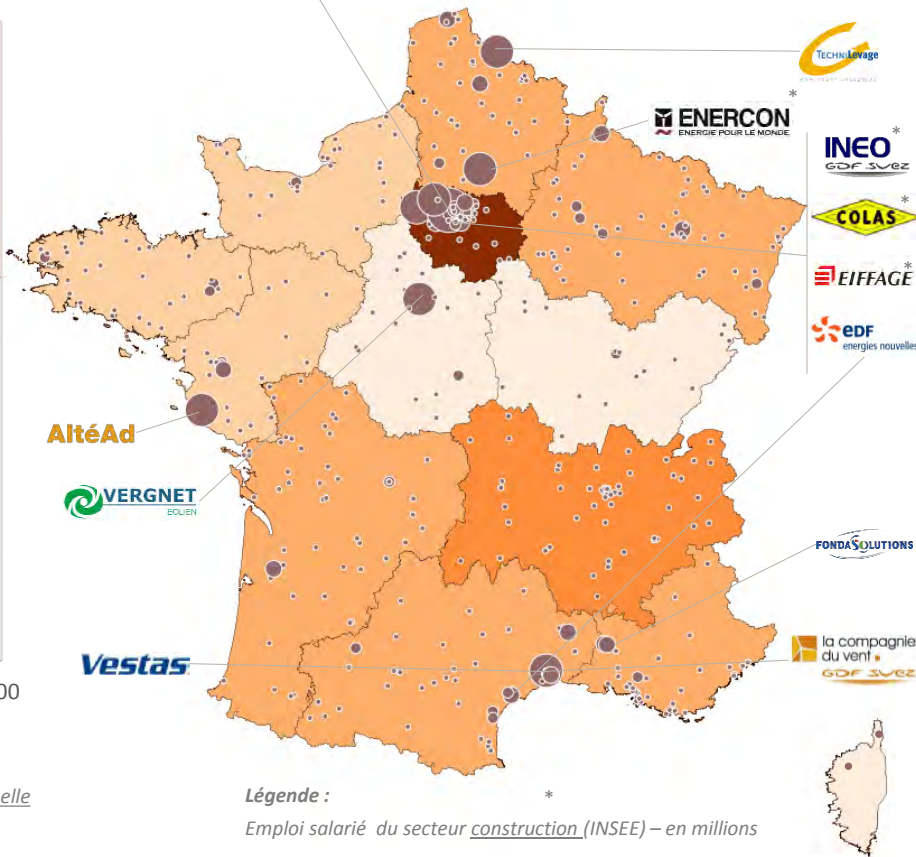 TECHNILevage
*
ENERCON
ENERGIE POUR LE MONDE
INEO *
GDF SUEZ
COLAS *
EIFFAGE *
eDF
energies nouvelles
AltéAd
VERGNET
EOLIEN
FONDASOLUTIONS
Vestas
la compagnie
du vent
GDF SUEZ
00
elle
Légende : *
Emploi salarié du secteur construction (INSEE) – en millions